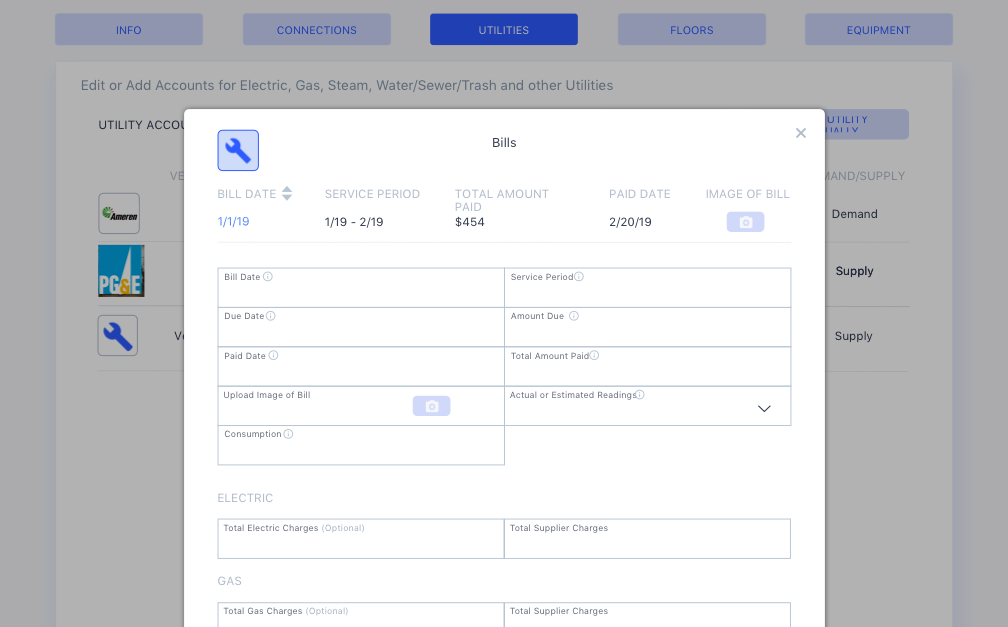 INFO
CONNECTIONS
UTILITIES
FLOORS
EQUIPMENT
Edit or Add Accounts for Electric, Gas, Steam, Water/Sewer/Trash and other Utilities
UTILITY ACCOU
UTILITY
Bills
VE
MAND/SUPPLY
BILL DATE
SERVICE PERIOD
TOTAL AMOUNT
PAID
PAID DATE
IMAGE OF BILL
1/1/19
1/19 - 2/19
$454
2/20/19
Ameren
Demand
PG&E
Supply
Ve
Supply
Bill Date
Service Period
Due Date
Amount Due
Paid Date
Total Amount Paid
Upload Image of Bill
Actual or Estimated Readings
Consumption
ELECTRIC
Total Electric Charges (Optional)
Total Supplier Charges
GAS
Total Gas Charges (Optional)
Total Supplier Charges